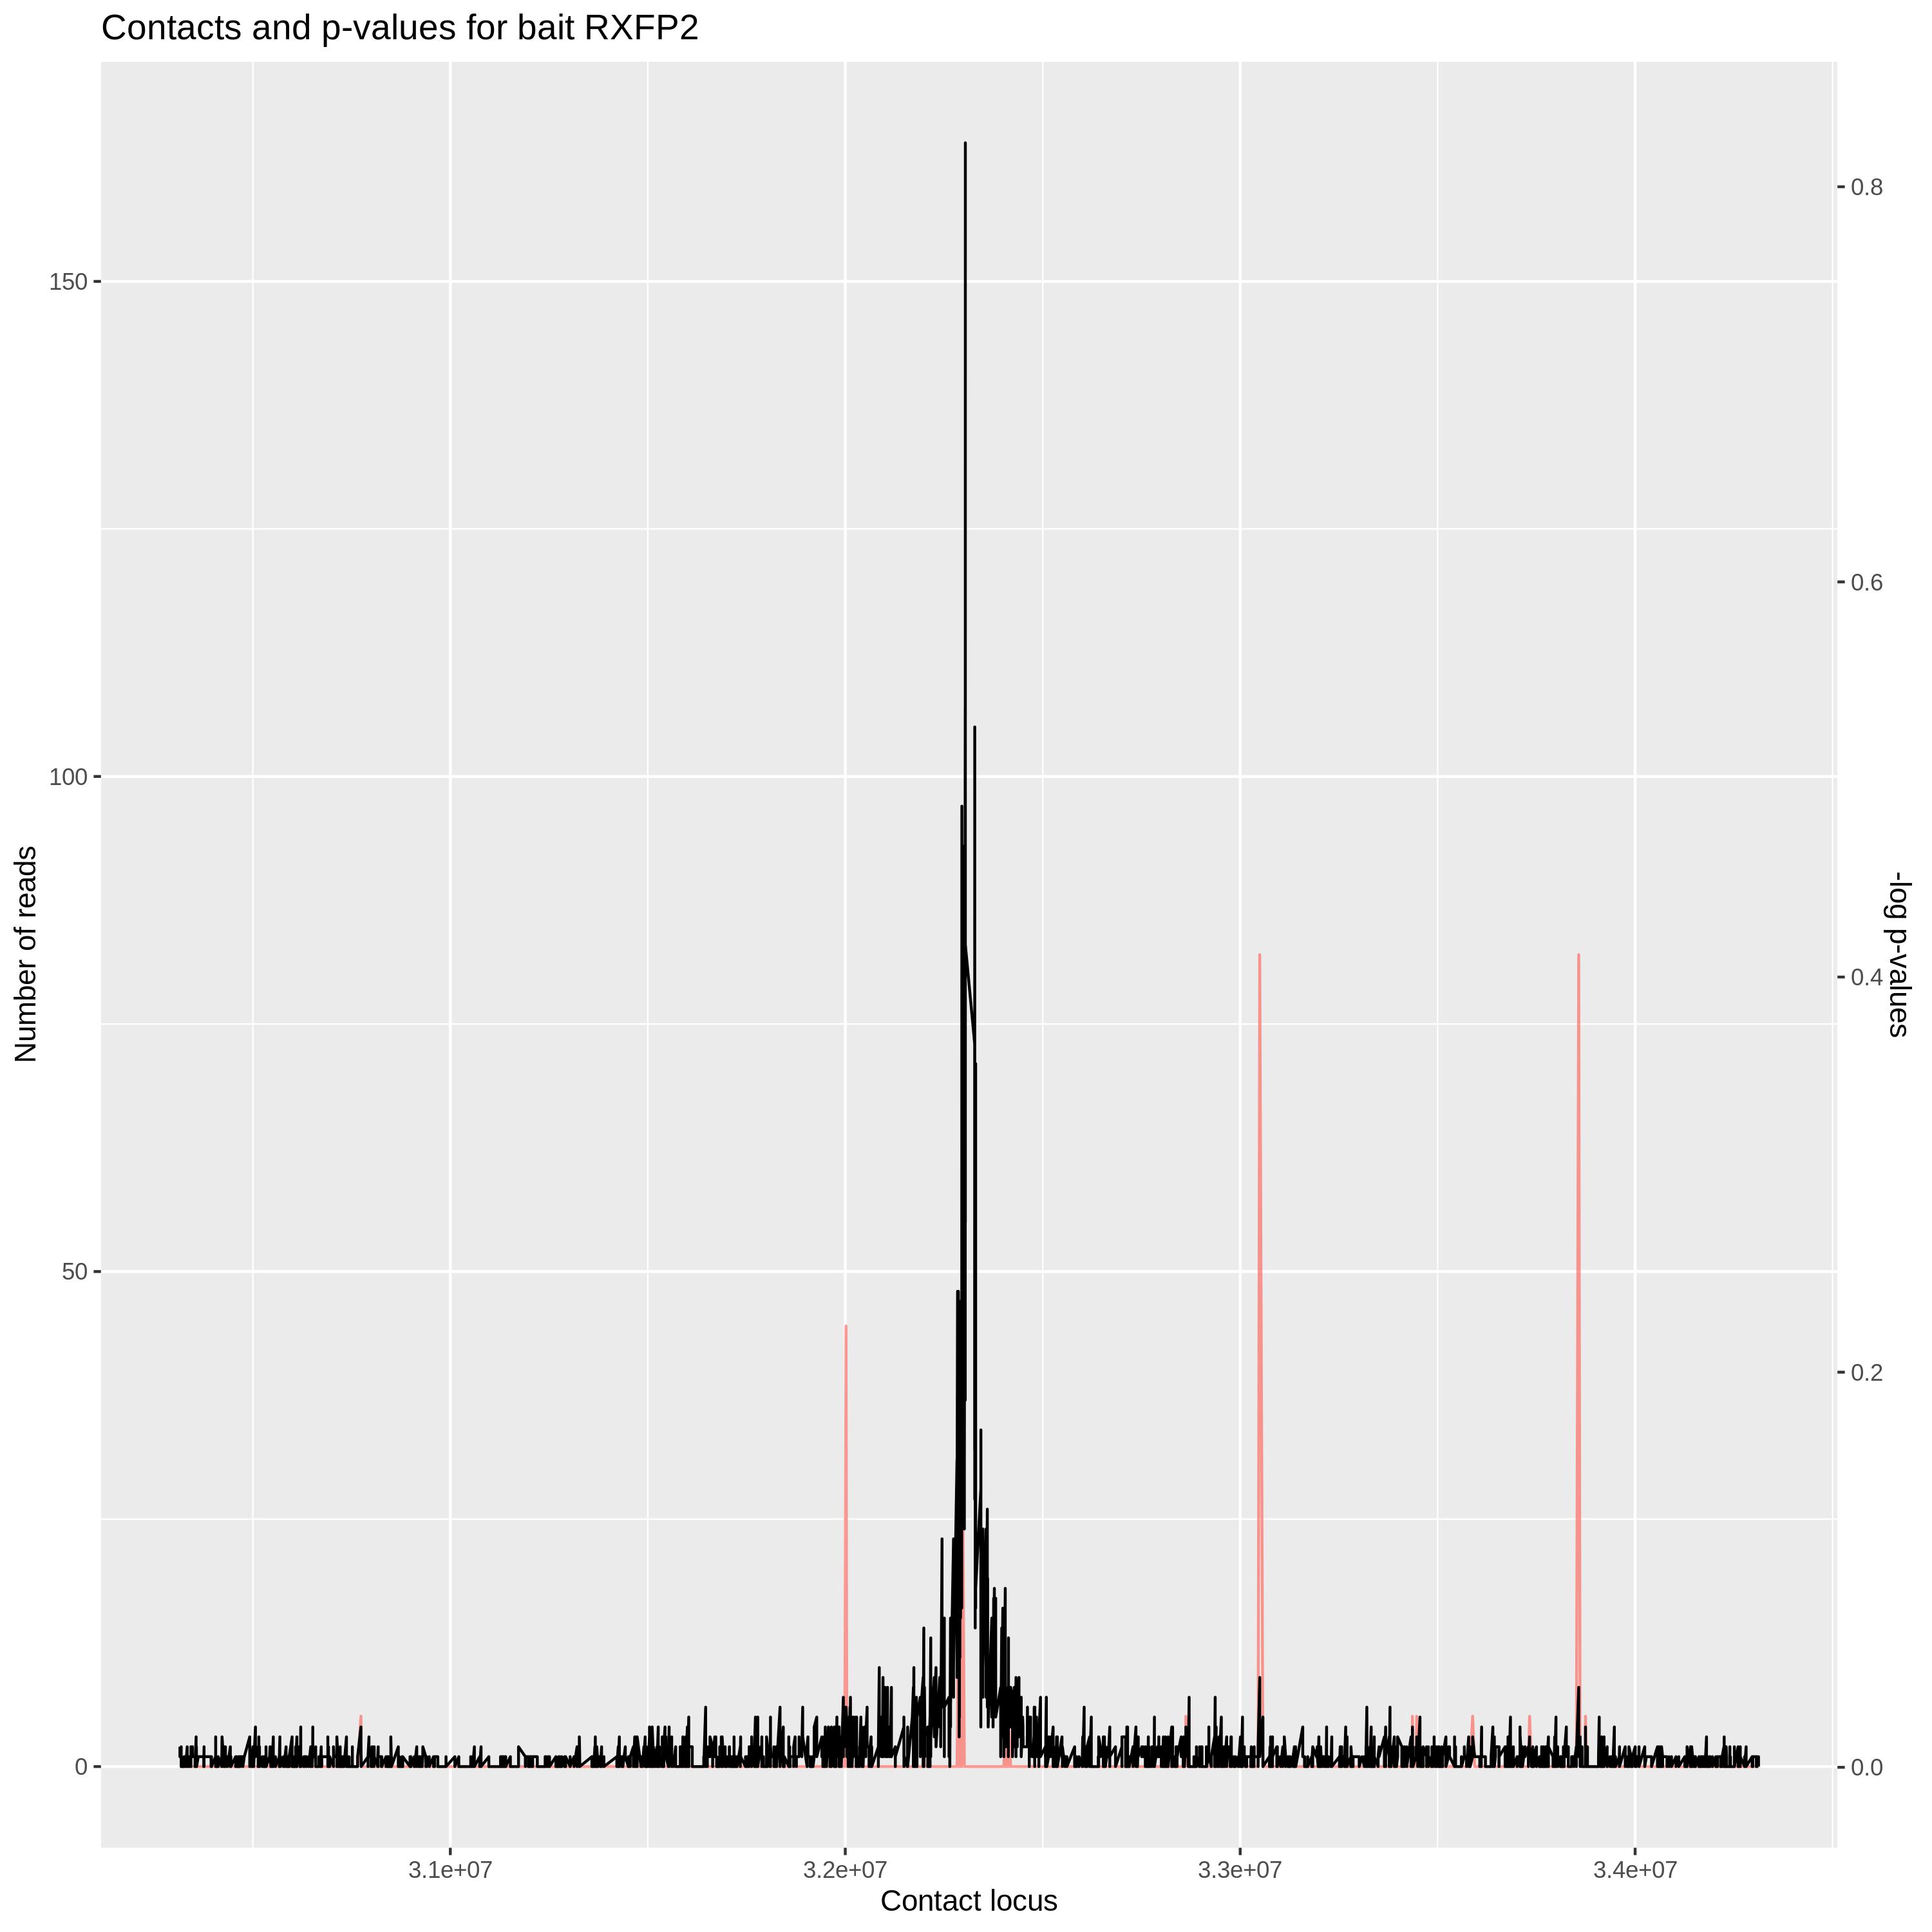 Contacts and p-values for bait RXFP2
150
100
50
0
Number of reads
0.8
0.6
0.4
0.2
0.0
-log p-values
3.1e+07
3.2e+07
3.3e+07
3.4e+07
Contact locus